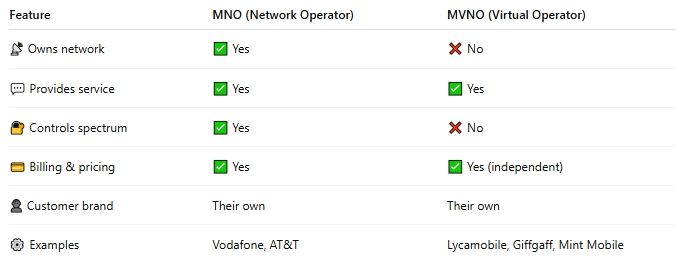 Feature MNO (Network Operator) MVNO (Virtual Operator)
Owns network Yes No
Provides service Yes Yes
Controls spectrum Yes No
Billing & pricing Yes Yes (independent)
Customer brand Their own Their own
Examples Vodafone, AT&T Lycamobile, Giffgaff, Mint Mobile